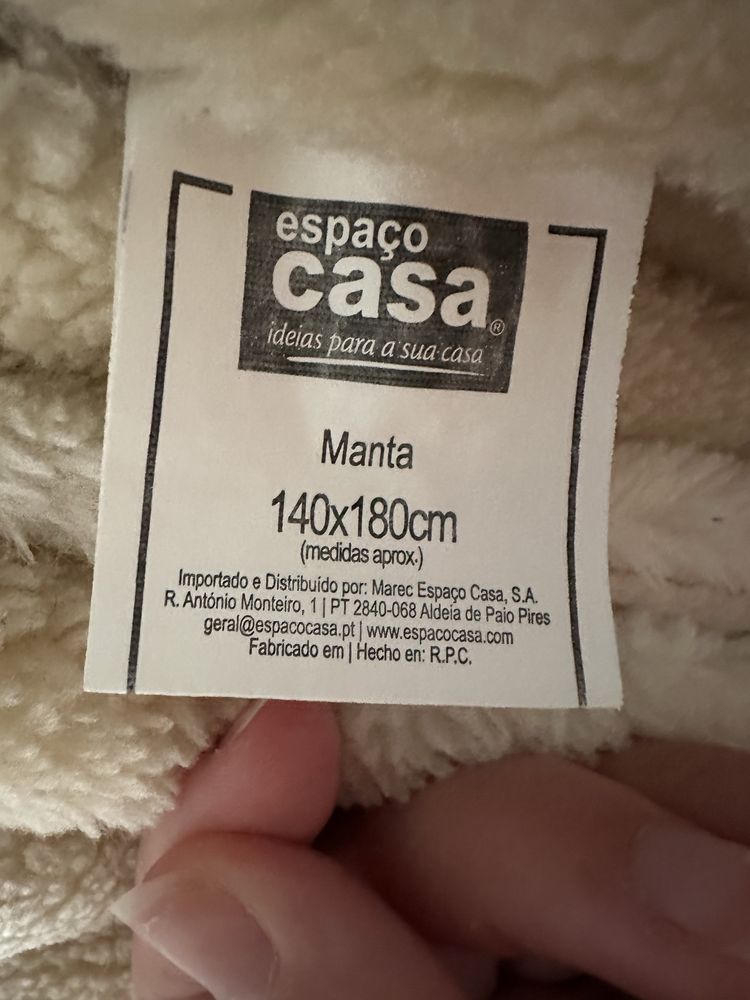 espaço
casa®
ideias para a sua casa
Manta
140x180cm
(medidas aprox.)
Importado e Distribuído por: Marec Espaço Casa, S.A.
R. António Monteiro, 1 | PT 2840-068 Aldeia de Paio Pires
geral@espacocasa.pt | www.espacocasa.com
Fabricado em | Hecho en: R.P.C.